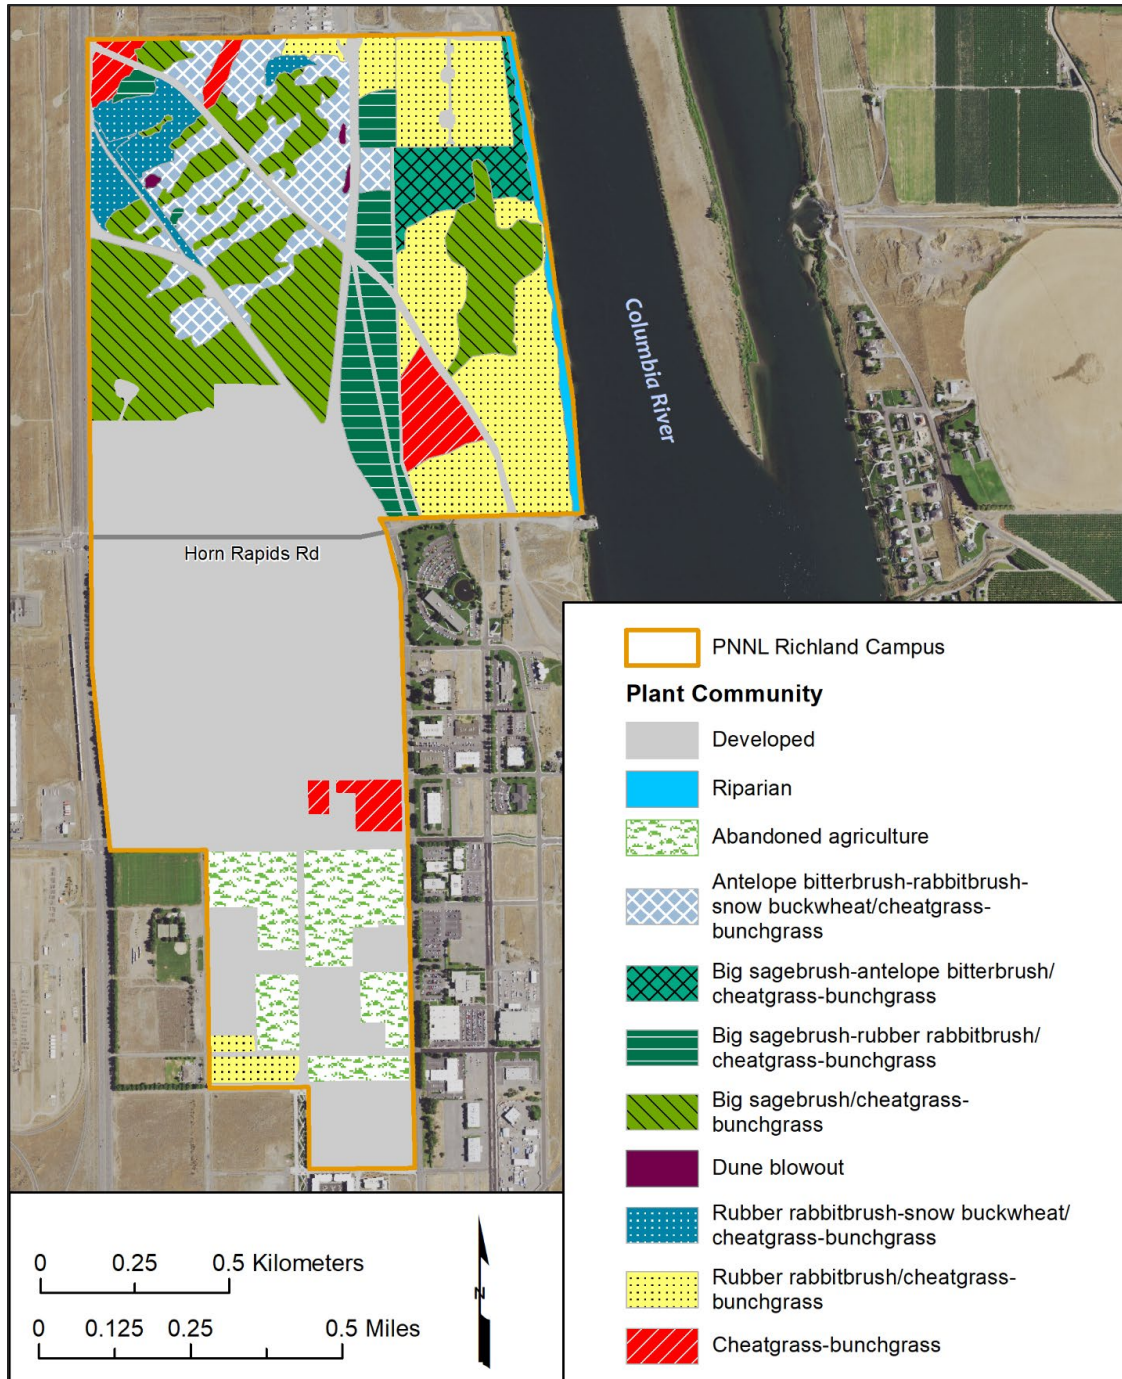 Columbia River
Horn Rapids Rd
PNNL Richland Campus
Plant Community
Developed
Riparian
Abandoned agriculture
Antelope bitterbrush-rabbitbrush-
snow buckwheat/cheatgrass-
bunchgrass
Big sagebrush-antelope bitterbrush/
cheatgrass-bunchgrass
Big sagebrush-rubber rabbitbrush/
cheatgrass-bunchgrass
Big sagebrush/cheatgrass-
bunchgrass
Dune blowout
Rubber rabbitbrush-snow buckwheat/
cheatgrass-bunchgrass
Rubber rabbitbrush/cheatgrass-
bunchgrass
Cheatgrass-bunchgrass
0 0.25 0.5 Kilometers
0 0.125 0.25 0.5 Miles
N